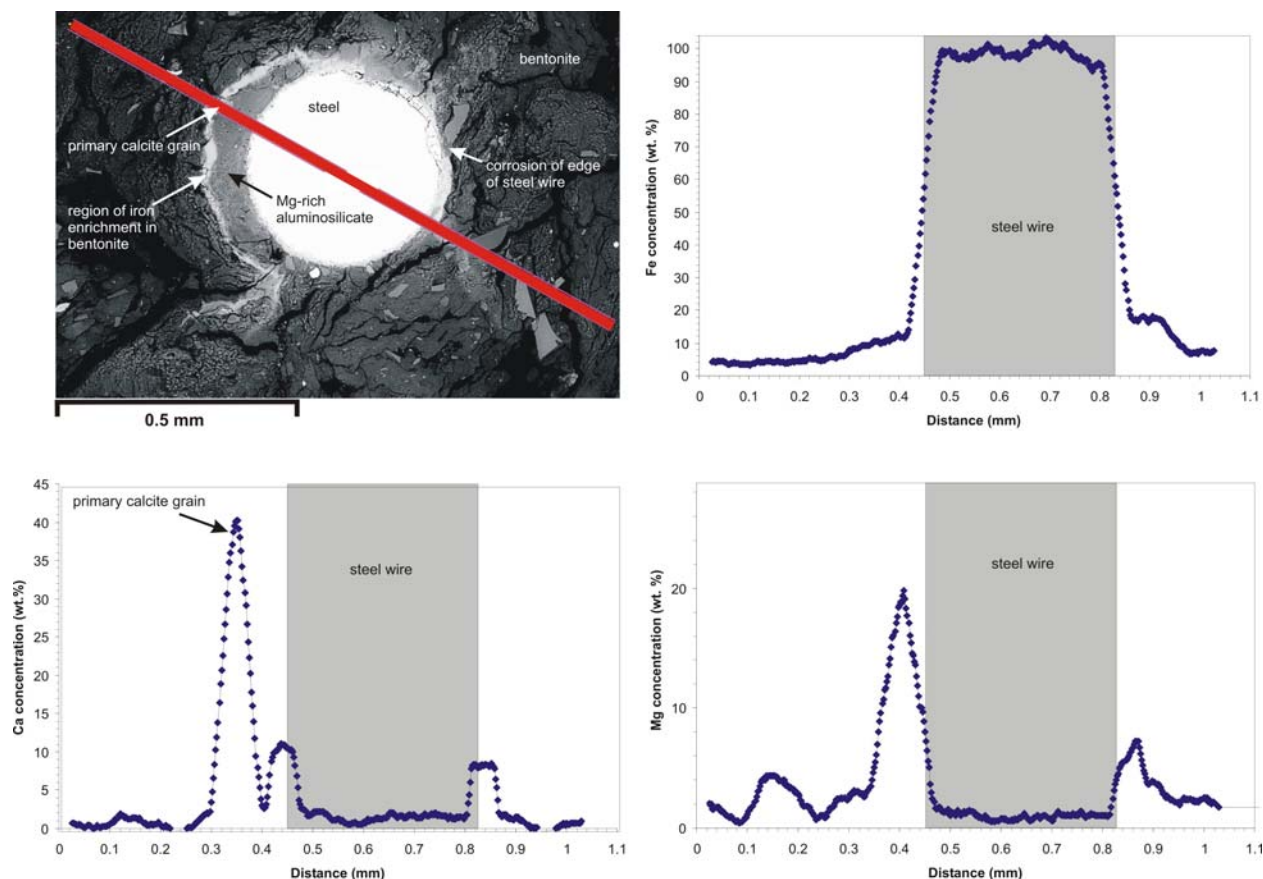 bentonite
steel
primary calcite grain
corrosion of edge
of steel wire
Mg-rich
aluminosilicate
region of iron
enrichment in
bentonite
0.5 mm
Fe concentration (wt. %)
100
90
80
70
60
50
40
30
20
10
0
steel wire
0 0.1 0.2 0.3 0.4 0.5 0.6 0.7 0.8 0.9 1 1.1
Distance (mm)
Ca concentration (wt.%)
45
40
35
30
25
20
15
10
5
0
primary calcite grain
steel wire
0 0.1 0.2 0.3 0.4 0.5 0.6 0.7 0.8 0.9 1 1.1
Distance (mm)
Mg concentration (wt. %)
20
10
0
steel wire
0 0.1 0.2 0.3 0.4 0.5 0.6 0.7 0.8 0.9 1 1.1
Distance (mm)